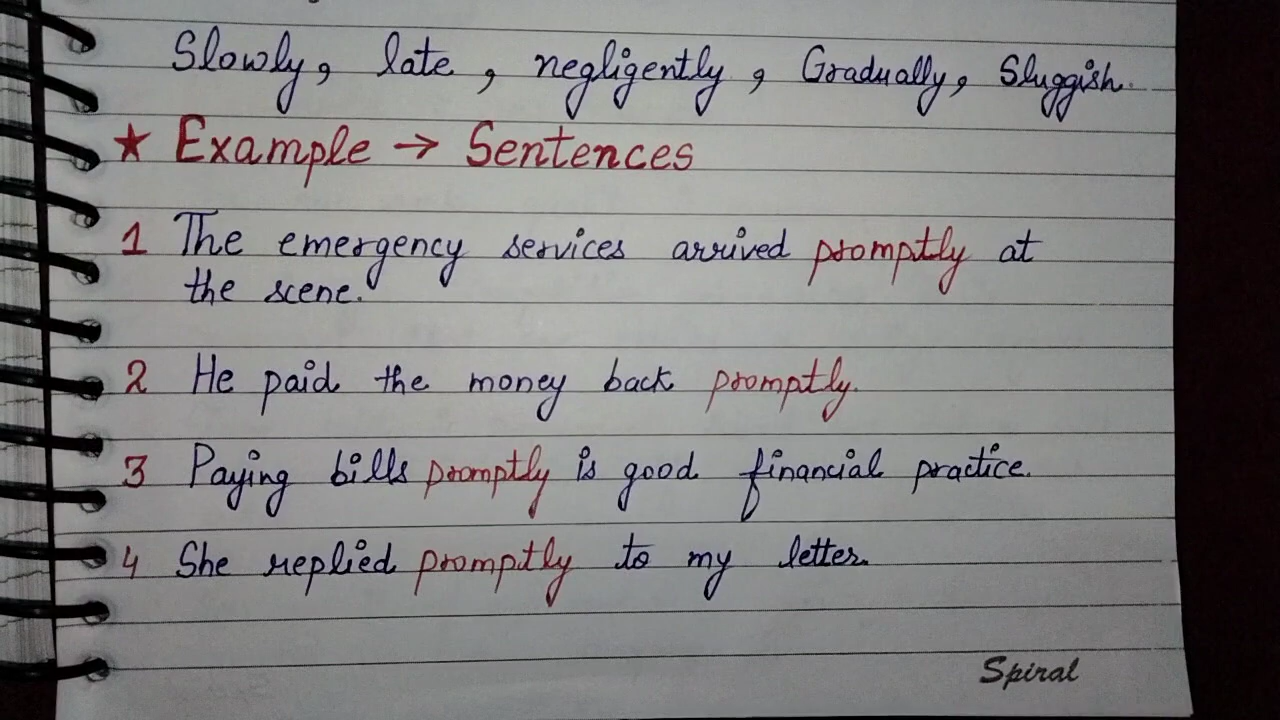 Slowly, late, negligently, Gradually, Sluggish.
★ Example → Sentences
1 The emergency services arrived promptly at
the scene.
2 He paid the money back promptly.
3 Paying bills promptly is good financial practice.
4 She replied promptly to my letter.
Spiral